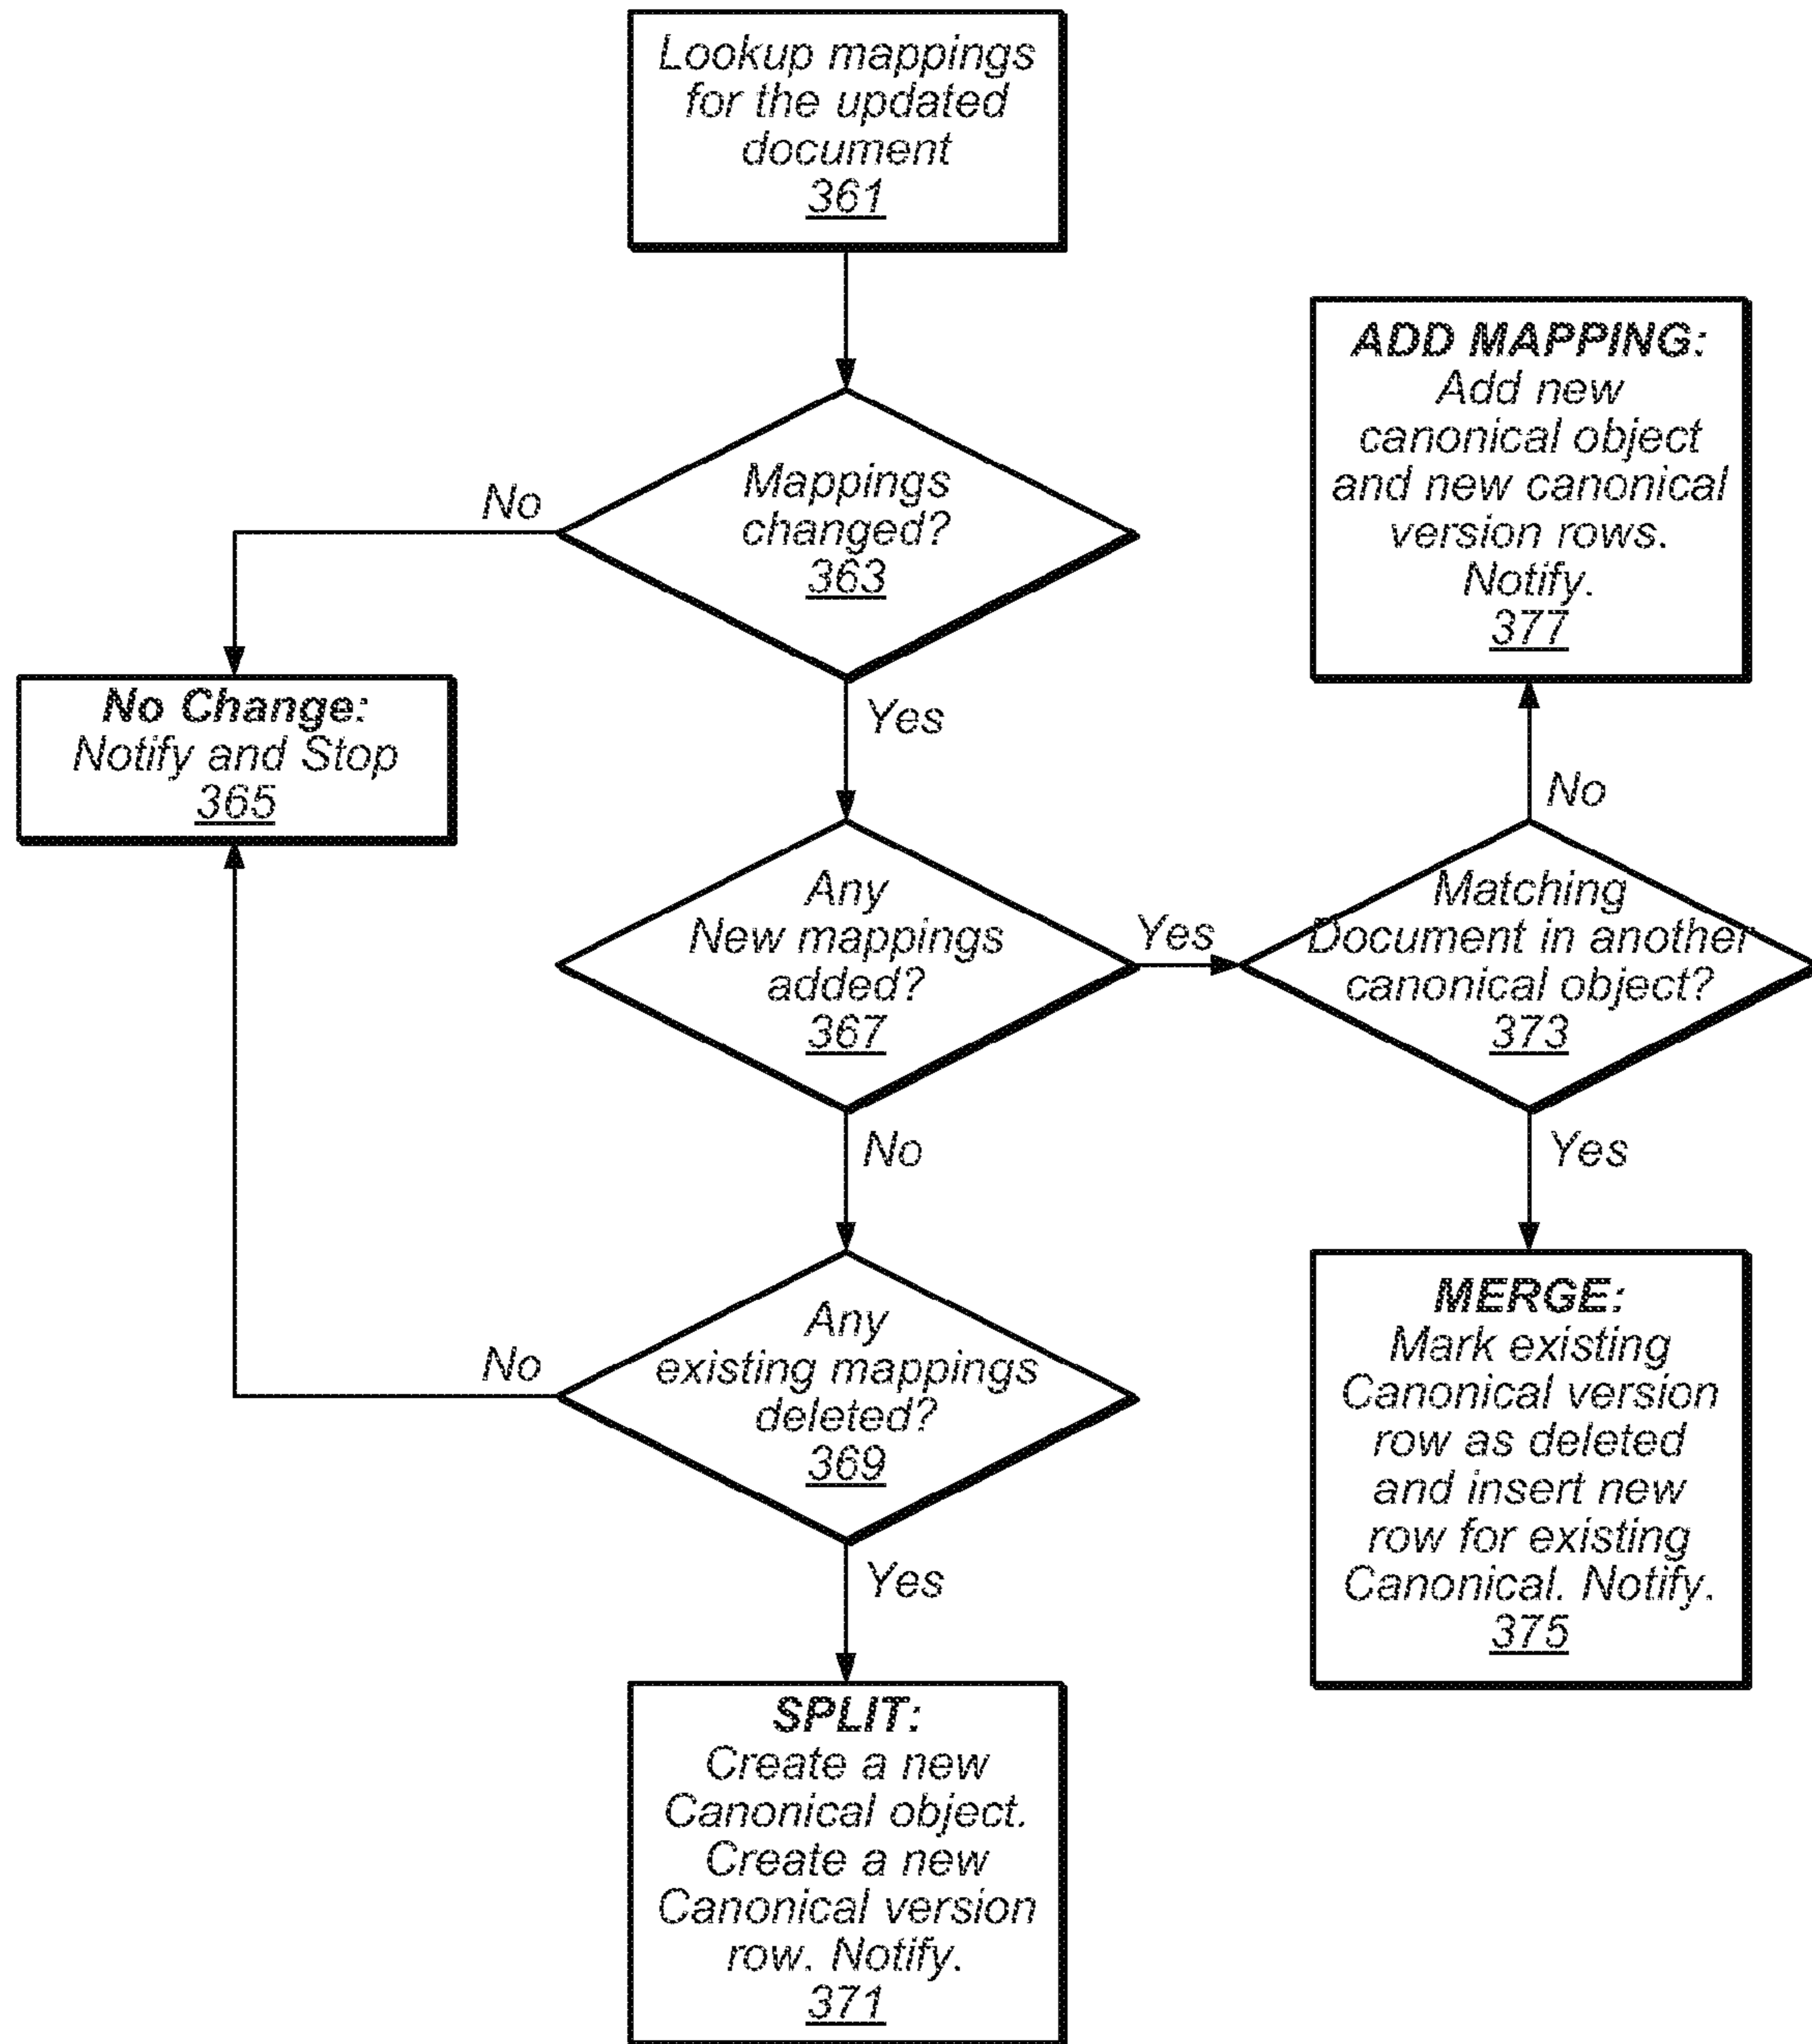 Lookup mappings
for the updated
document
361
Mappings
changed?
363
No
Yes
No Change:
Notify and Stop
365
Any
New mappings
added?
367
Yes
No
Matching
Document in another
canonical object?
373
No
Yes
ADD MAPPING:
Add new
canonical object
and new canonical
version rows.
Notify.
377
MERGE:
Mark existing
Canonical version
row as deleted
and insert new
row for existing
Canonical. Notify.
375
Any
existing mappings
deleted?
369
No
Yes
SPLIT:
Create a new
Canonical object.
Create a new
Canonical version
row. Notify.
371